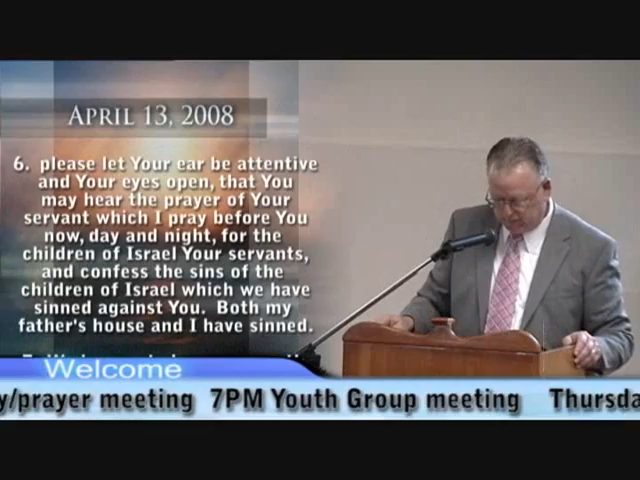 APRIL 13, 2008
6. please let Your ear be attentive
and Your eyes open, that You
may hear the prayer of Your
servant which I pray before You
now, day and night, for the
children of Israel Your servants,
and confess the sins of the
children of Israel which we have
sinned against You. Both my
father's house and I have sinned.
Welcome
y/prayer meeting 7PM Youth Group meeting Thursda